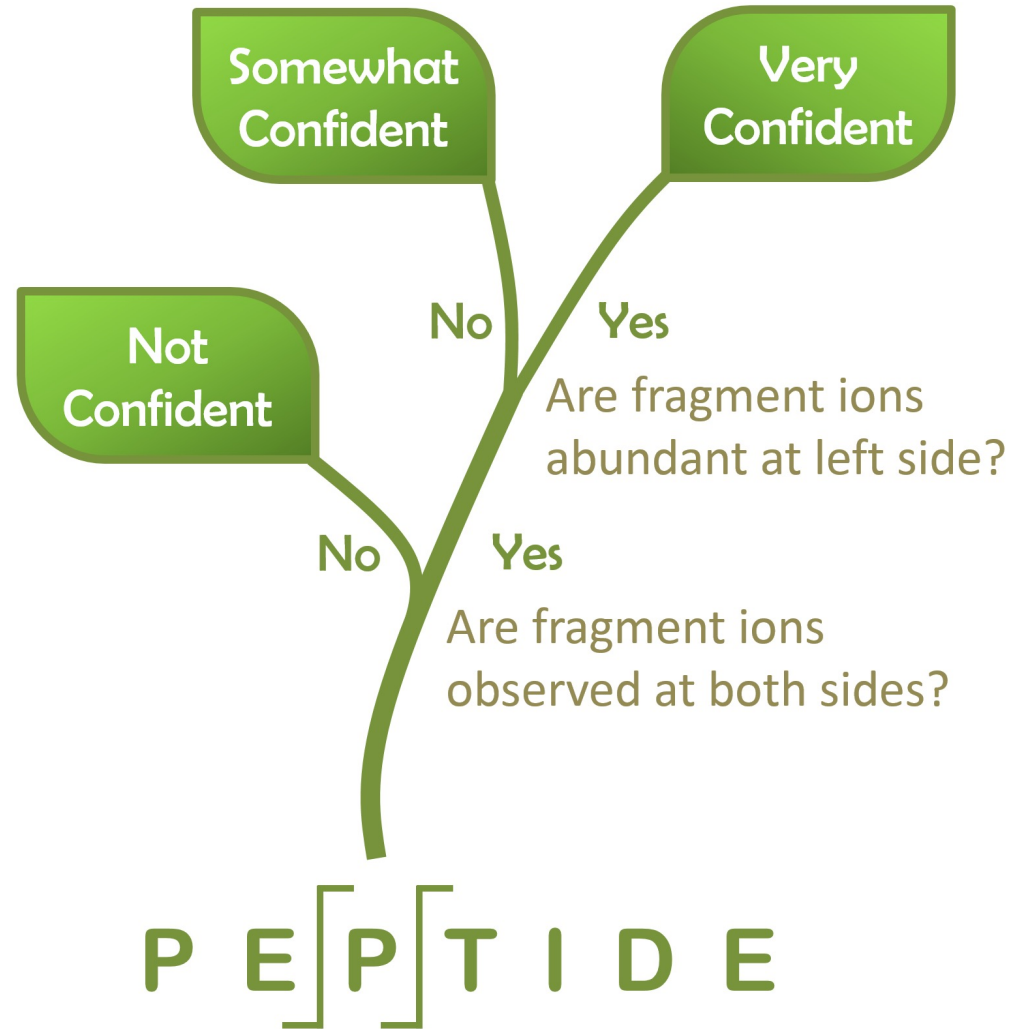 Somewhat
Confident
Very
Confident
Not
Confident
No
Yes
Are fragment ions
abundant at left side?
No
Yes
Are fragment ions
observed at both sides?
P E P T I D E